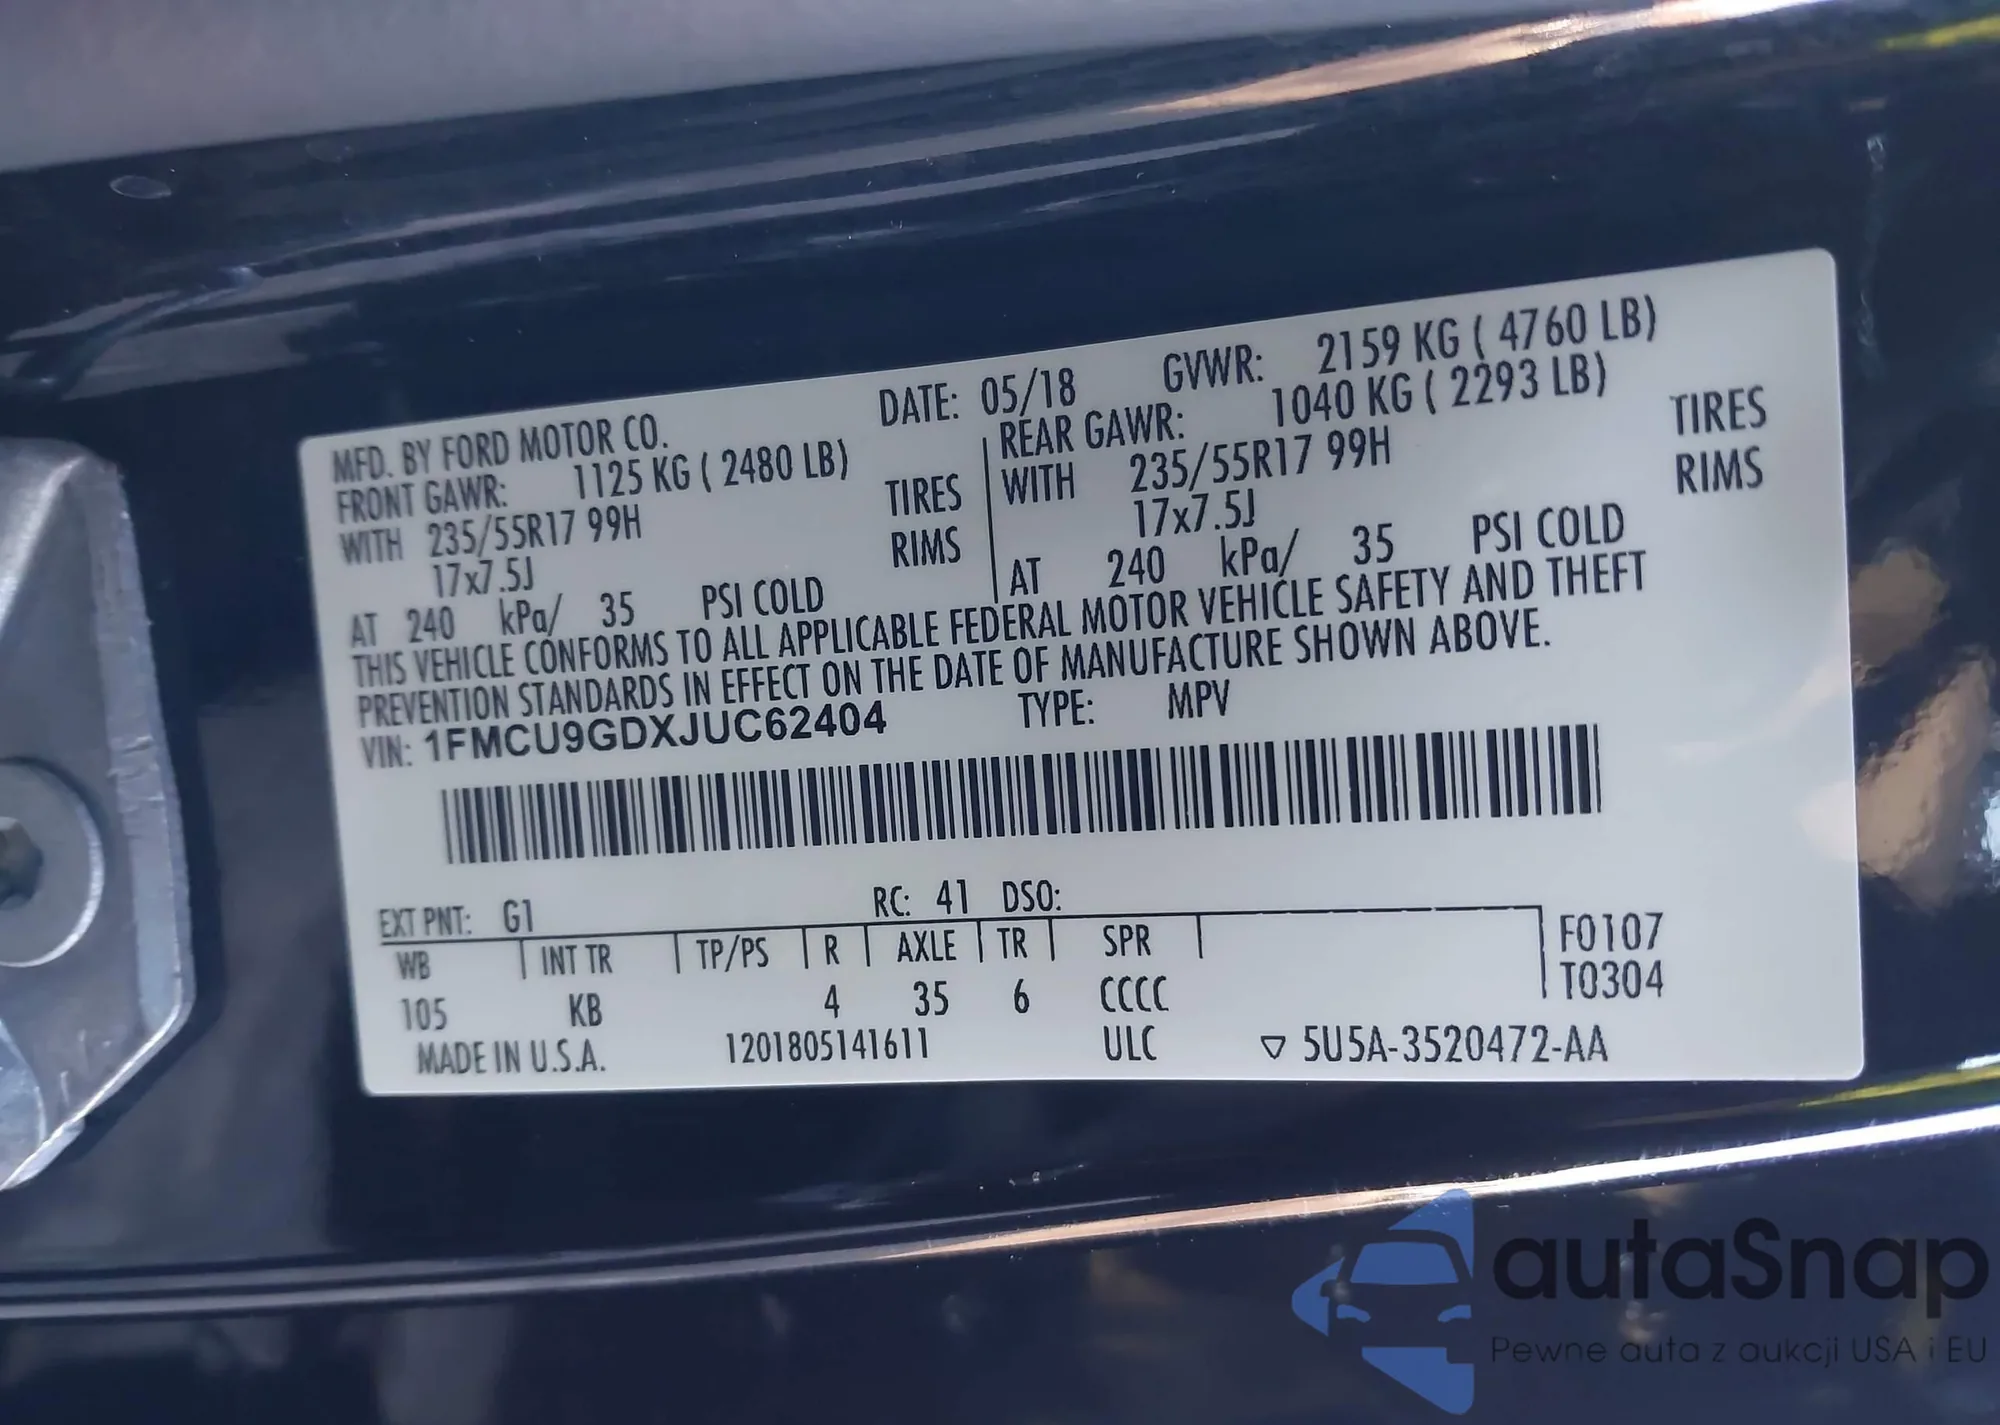 MFD. BY FORD MOTOR CO. DATE: 05/18 GVWR: 2159 KG ( 4760 LB)
FRONT GAWR: 1125 KG ( 2480 LB) REAR GAWR: 1040 KG ( 2293 LB)
WITH 235/55R17 99H TIRES WITH 235/55R17 99H TIRES
17x7.5J RIMS 17x7.5J RIMS
AT 240 kPa/ 35 PSI COLD AT 240 kPa/ 35 PSI COLD
THIS VEHICLE CONFORMS TO ALL APPLICABLE FEDERAL MOTOR VEHICLE SAFETY AND THEFT
PREVENTION STANDARDS IN EFFECT ON THE DATE OF MANUFACTURE SHOWN ABOVE.
VIN: 1FMCU9GDXJUC62404 TYPE: MPV
EXT PNT: G1 RC: 41 DSO:
WB INT TR TP/PS R AXLE TR SPR F0107
105 KB 4 35 6 CCCC T0304
MADE IN U.S.A. 1201805141611 ULC ▽ 5U5A-3520472-AA
autaSnap
Pewne auta z aukcji USA i EU